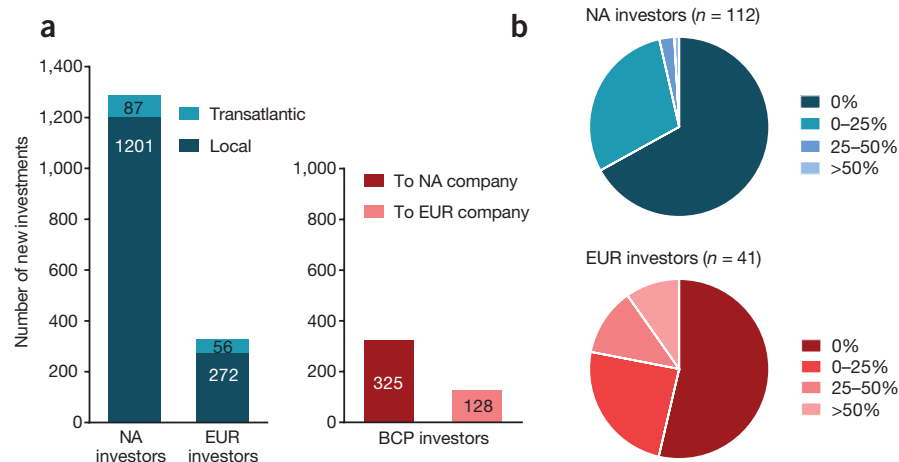 a
Number of new investments
1,400
1,200
1,000
800
600
400
200
0
87
1201
56
272
Transatlantic
Local
NA
investors
EUR
investors
1,000
800
600
400
200
0
To NA company
To EUR company
325
128
BCP investors
b
NA investors (n = 112)
0%
0–25%
25–50%
>50%
EUR investors (n = 41)
0%
0–25%
25–50%
>50%